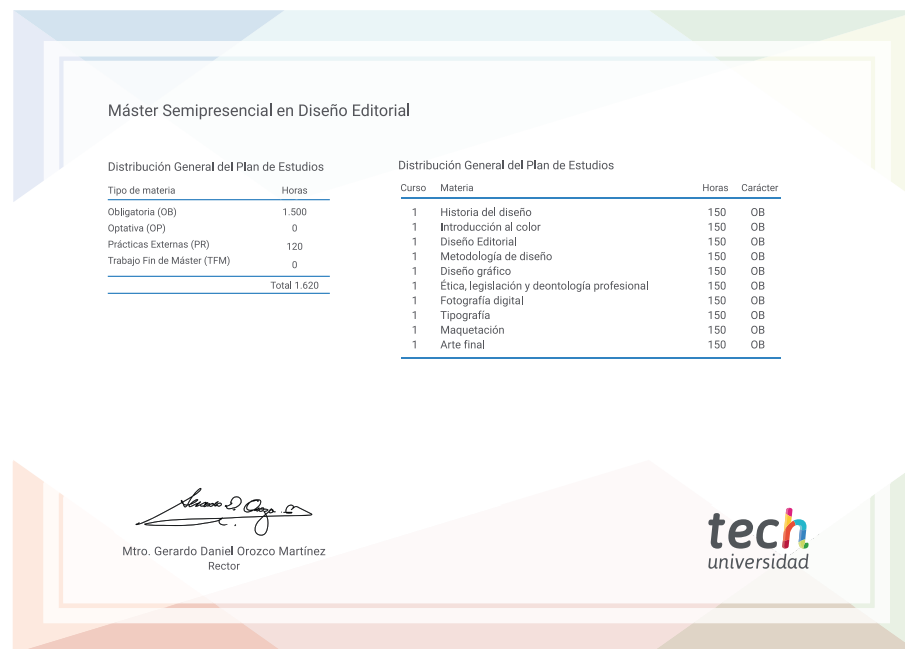 Máster Semipresencial en Diseño Editorial
Distribución General del Plan de Estudios
Tipo de materia Horas
Obligatoria (OB) 1.500
Optativa (OP) 0
Prácticas Externas (PR) 120
Trabajo Fin de Máster (TFM) 0
Total 1.620
Distribución General del Plan de Estudios
Curso Materia Horas Carácter
1 Historia del diseño 150 OB
1 Introducción al color 150 OB
1 Diseño Editorial 150 OB
1 Metodología de diseño 150 OB
1 Diseño gráfico 150 OB
1 Ética, legislación y deontología profesional 150 OB
1 Fotografía digital 150 OB
1 Tipografía 150 OB
1 Maquetación 150 OB
1 Arte final 150 OB
Mtro. Gerardo Daniel Orozco Martínez
Rector
tech
universidad